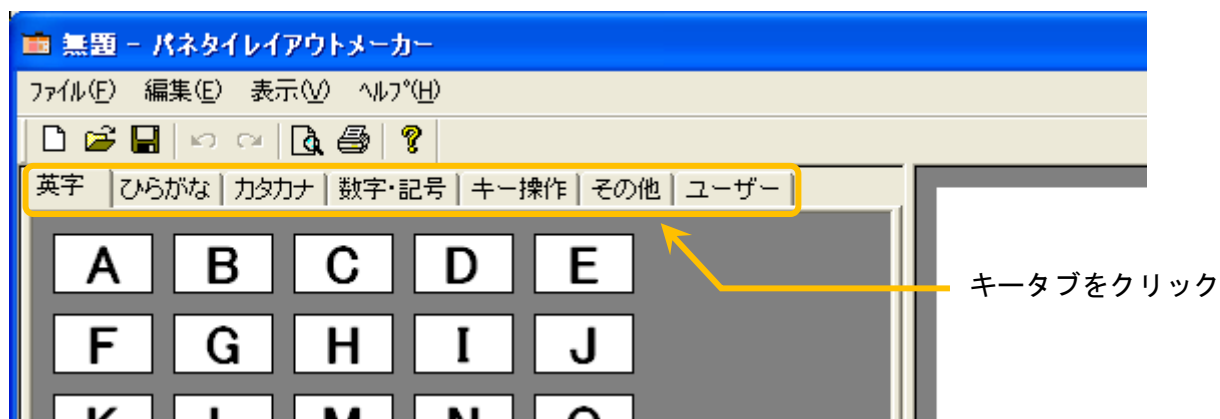 無題 - パネタイレイアウトメーカー
ファイル(F) 編集(E) 表示(V) ヘルプ(H)
英字 ひらがな カタカナ 数字・記号 キー操作 その他 ユーザー
A B C D E
キータブをクリック
F G H I J